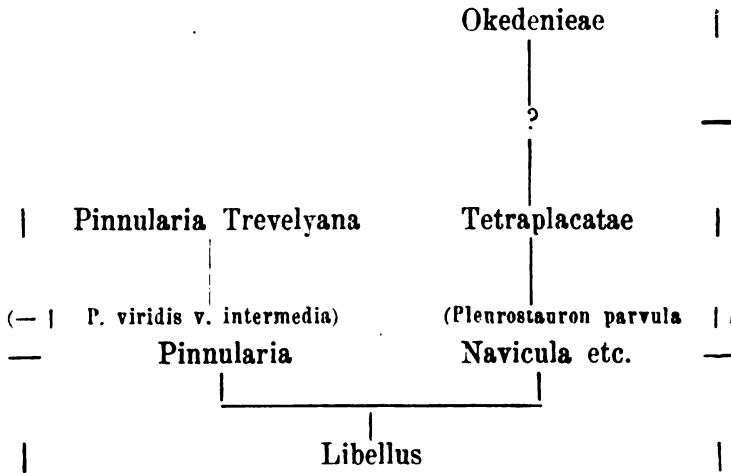 Okedenieae
?
Pinnularia Trevelyana Tetraplacatae
(— | P. viridis v. intermedia) (Pleurostauron parvula |
Pinnularia Navicula etc.
Libellus